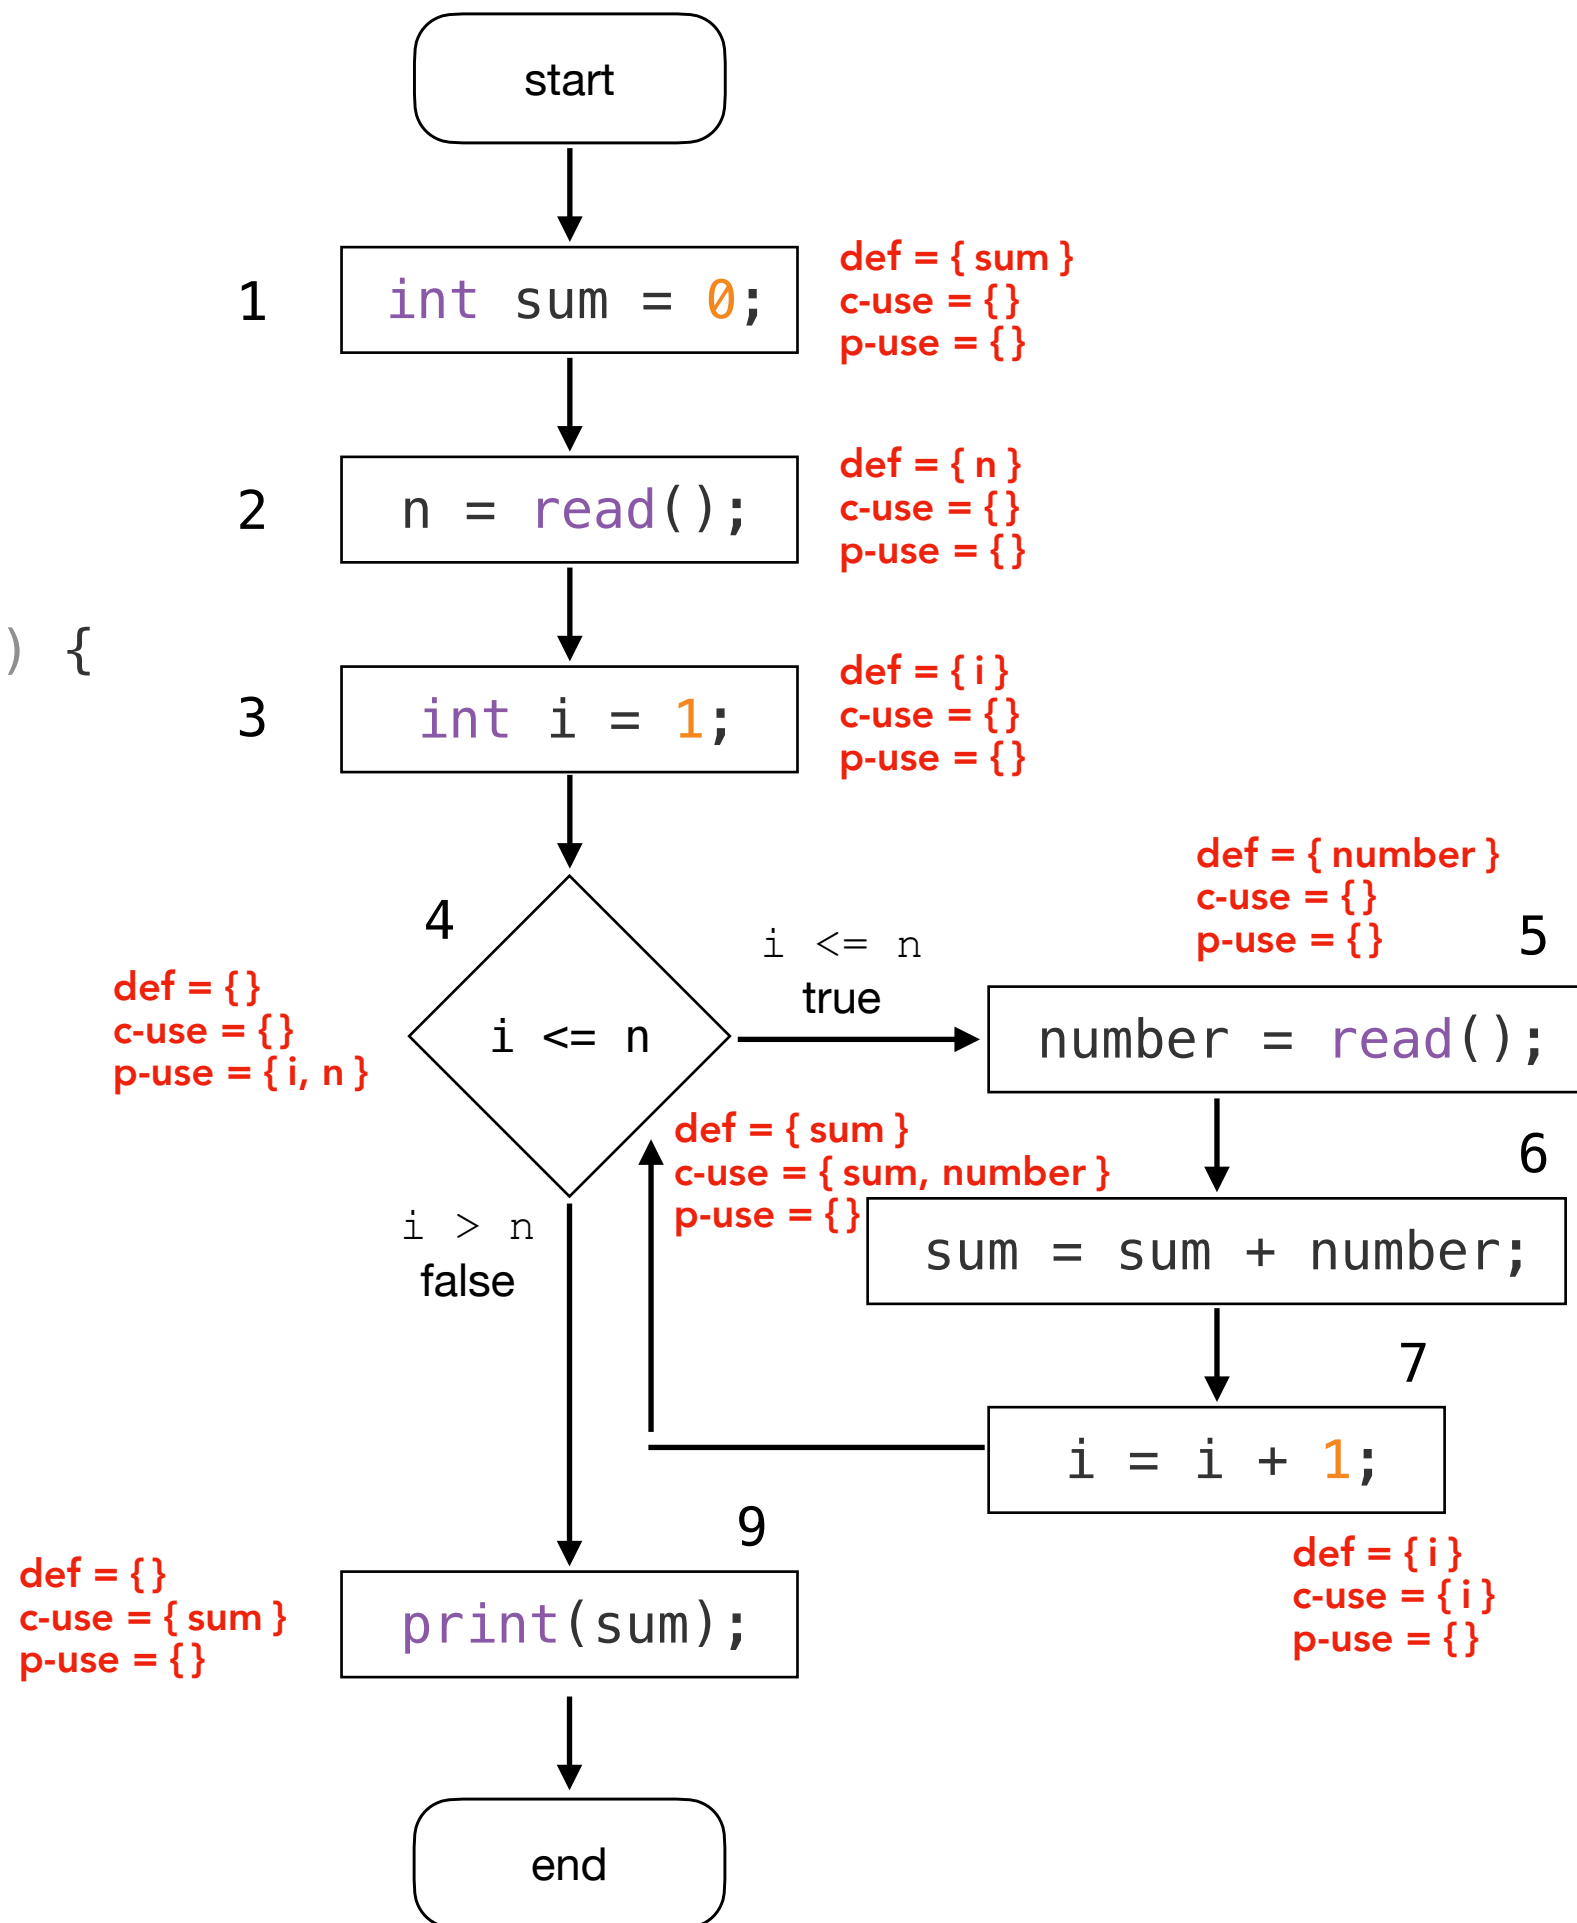 start
1
int sum = 0;
def = { sum }
c-use = {}
p-use = {}
2
n = read();
def = { n }
c-use = {}
p-use = {}
) {
3
int i = 1;
def = { i }
c-use = {}
p-use = {}
4
i <= n
def = {}
c-use = {}
p-use = { i, n }
i <= n
true
def = { number }
c-use = {}
p-use = {}
5
number = read();
def = { sum }
c-use = { sum, number }
p-use = {}
6
sum = sum + number;
i > n
false
7
i = i + 1;
def = { i }
c-use = { i }
p-use = {}
9
print(sum);
def = {}
c-use = { sum }
p-use = {}
end